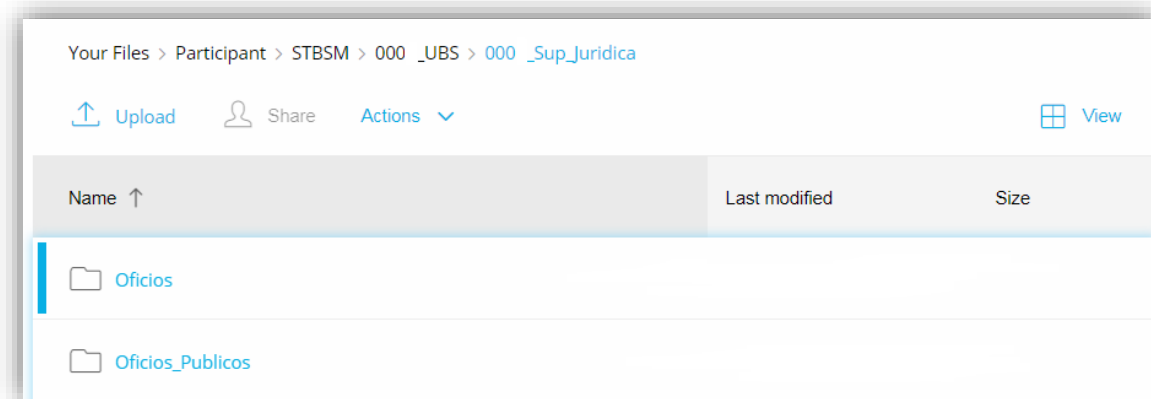 Your Files > Participant > STBSM > 000 _UBS > 000 _Sup_Juridica
Upload Share Actions View
Name ↑ Last modified Size
Oficios
Oficios_Publicos